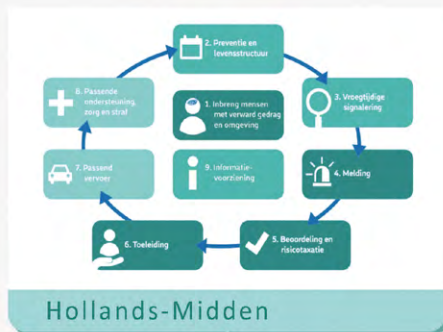 2. Preventie en
levensstructuur
8. Passende
ondersteuning,
zorg en straf
1. Inbreng mensen
met verward gedrag
en omgeving
3. Vroegtijdige
signalering
7. Passend
vervoer
9. Informatie-
voorziening
4. Melding
6. Toeleiding
5. Beoordeling en
risicotaxatie
Hollands-Midden